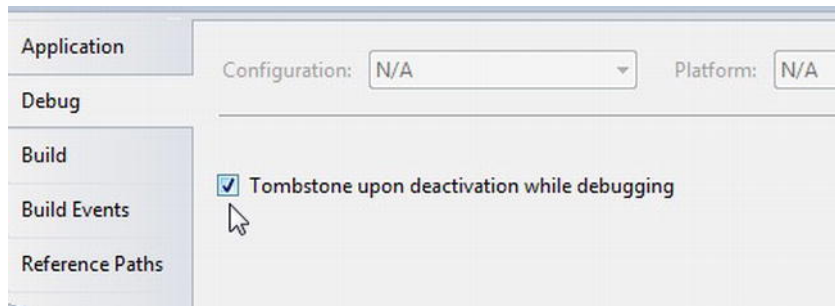 Application
Debug
Build
Build Events
Reference Paths
Configuration: N/A Platform: N/A
Tombstone upon deactivation while debugging